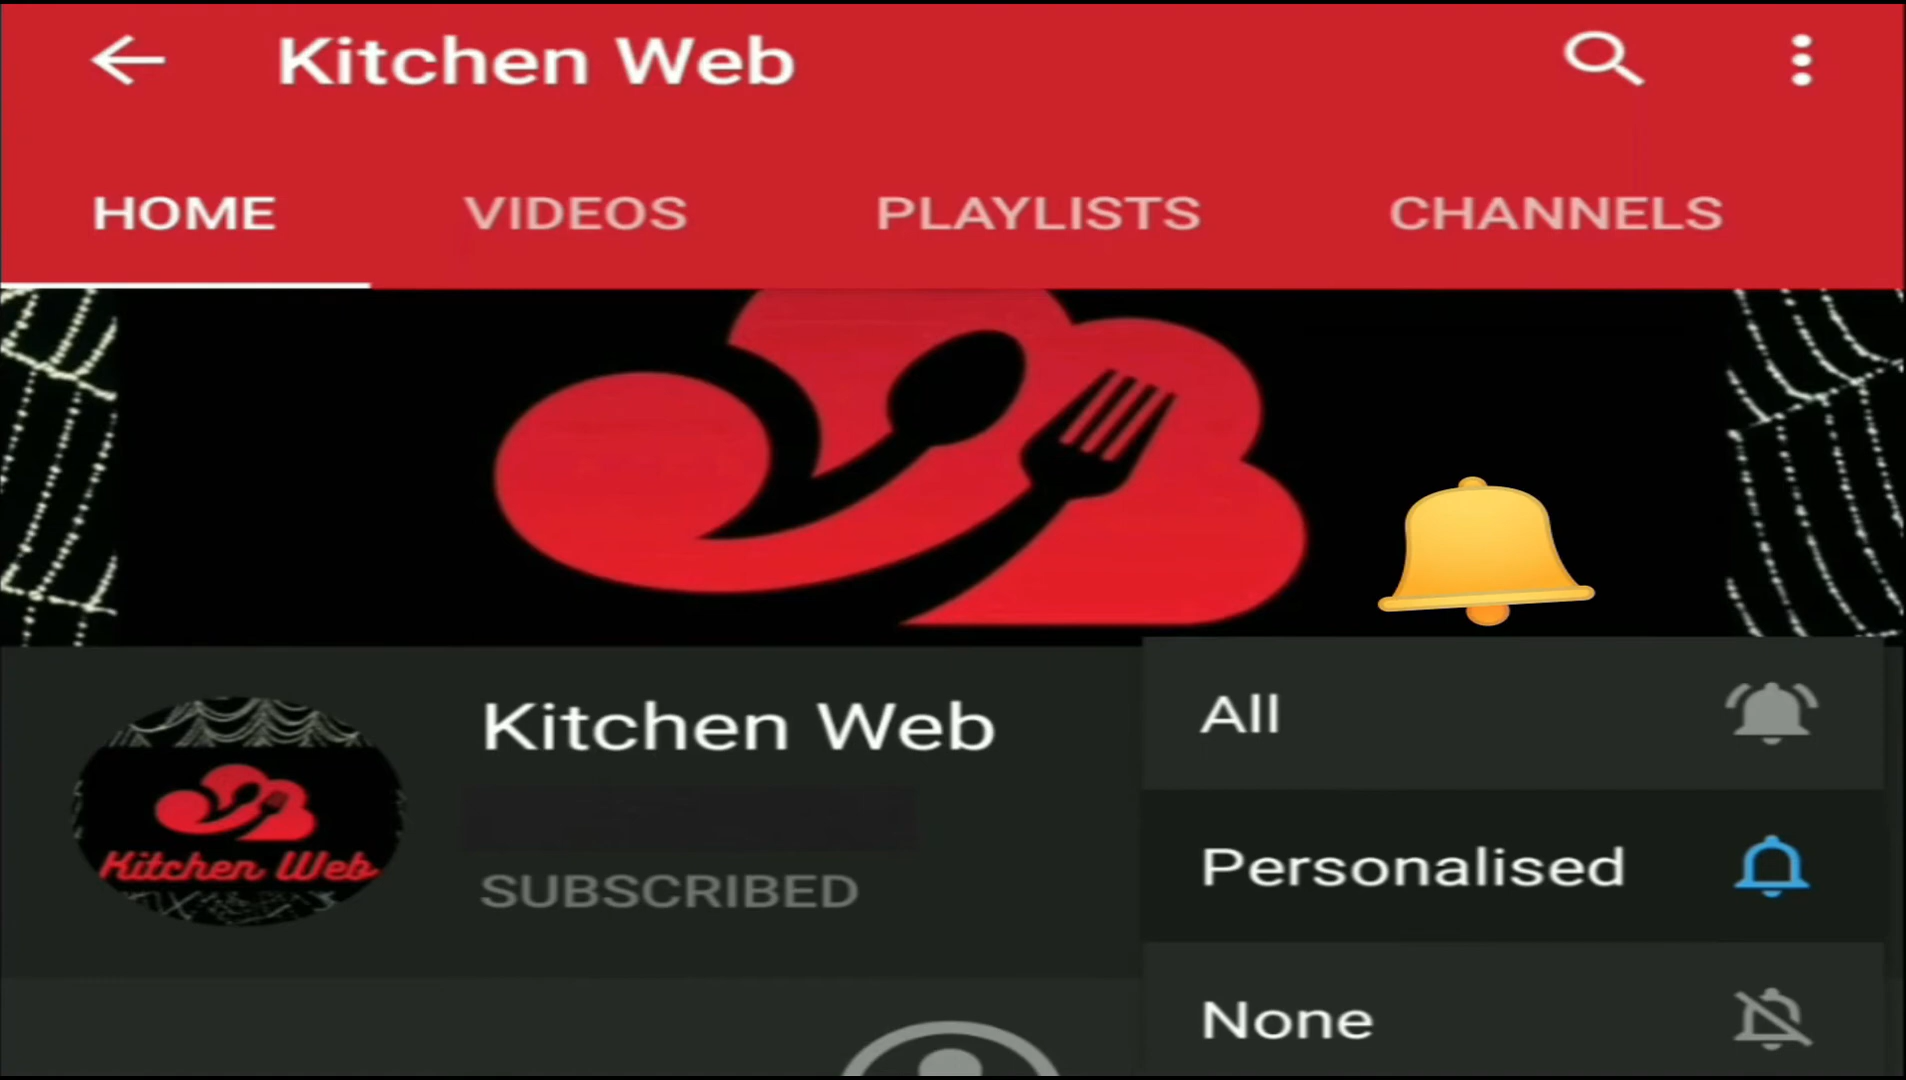 Kitchen Web
HOME VIDEOS PLAYLISTS CHANNELS
Kitchen Web
SUBSCRIBED
Kitchen Web
All
Personalised
None